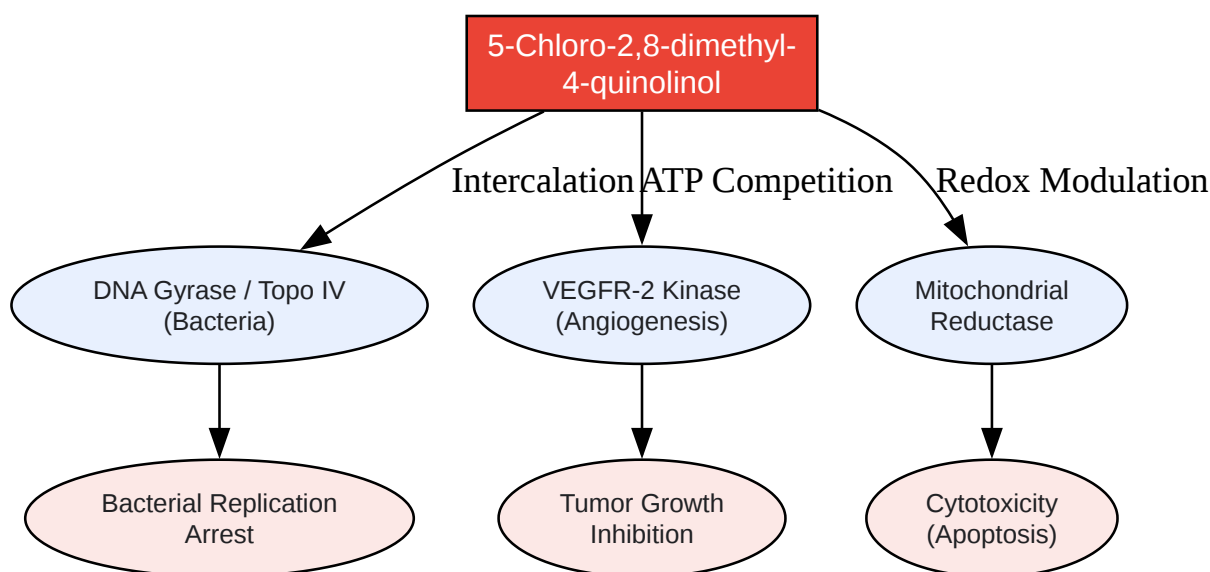 5-Chloro-2,8-dimethyl-
4-quinolinol
Intercalation
ATP Competition
Redox Modulation
DNA Gyrase / Topo IV
(Bacteria)
VEGFR-2 Kinase
(Angiogenesis)
Mitochondrial
Reductase
Bacterial Replication
Arrest
Tumor Growth
Inhibition
Cytotoxicity
(Apoptosis)